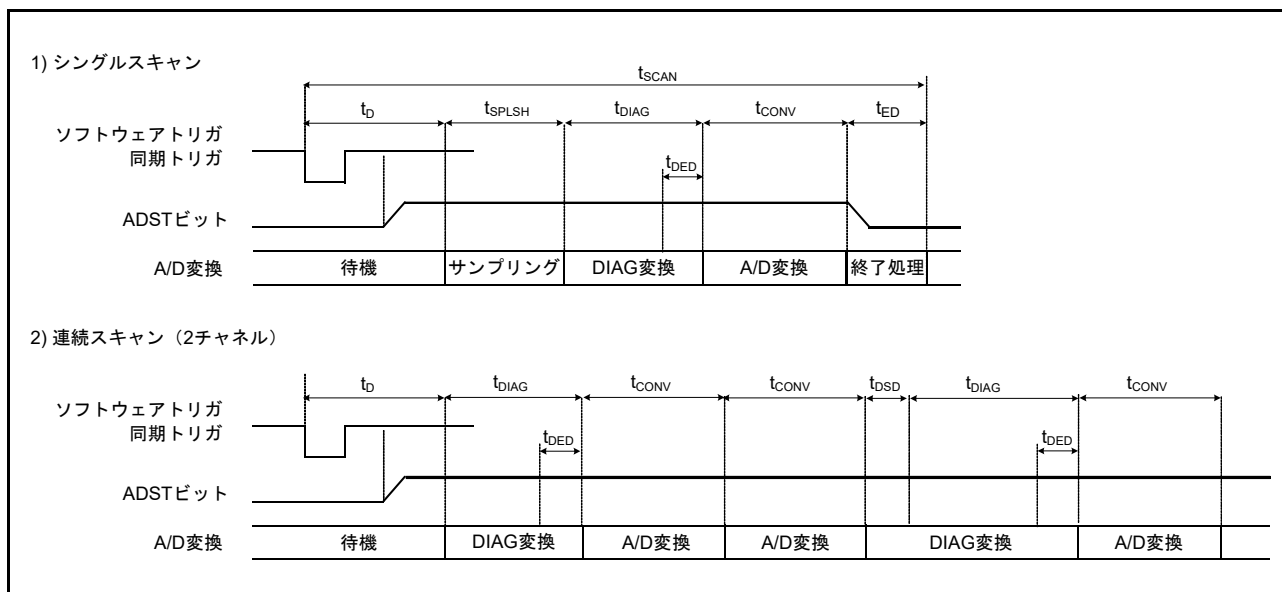 1) シングルスキャン
tSCAN
tD tSPLSH tDIAG tCONV tED
ソフトウェアトリガ
同期トリガ
tDED
ADSTビット
A/D変換 待機 サンプリング DIAG変換 A/D変換 終了処理
2) 連続スキャン（2チャネル）
tD tDIAG tCONV tCONV tDSD tDIAG tCONV
ソフトウェアトリガ
同期トリガ
tDED tDED
ADSTビット
A/D変換 待機 DIAG変換 A/D変換 A/D変換 DIAG変換 A/D変換